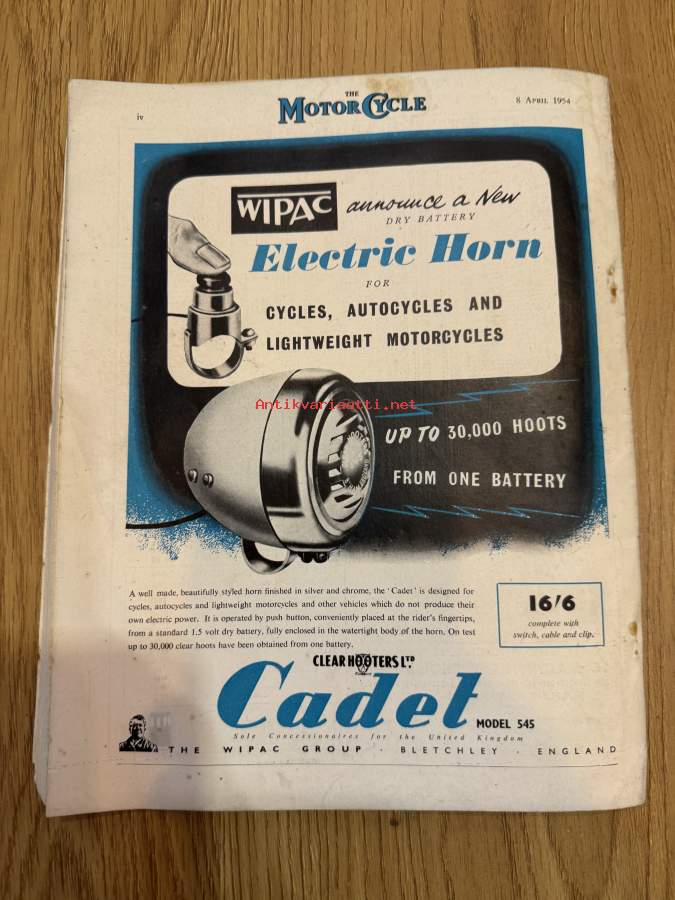 iv
THE
MOTOR CYCLE
8 APRIL 1954
WIPAC announce a New
DRY BATTERY
Electric Horn
FOR
CYCLES, AUTOCYCLES AND
LIGHTWEIGHT MOTORCYCLES
Antikvariaatti.net
UP TO 30,000 HOOTS
FROM ONE BATTERY
A well made, beautifully styled horn finished in silver and chrome, the 'Cadet' is designed for
cycles, autocycles and lightweight motorcycles and other vehicles which do not produce their
own electric power. It is operated by push button, conveniently placed at the rider's fingertips,
from a standard 1.5 volt dry battery, fully enclosed in the watertight body of the horn. On test
up to 30,000 clear hoots have been obtained from one battery.
16/6
complete with
switch, cable and clip.
CLEAR HOOTERS LTD
Cadet MODEL 545
Sole Concessionaires for the United Kingdom
THE WIPAC GROUP · BLETCHLEY · ENGLAND